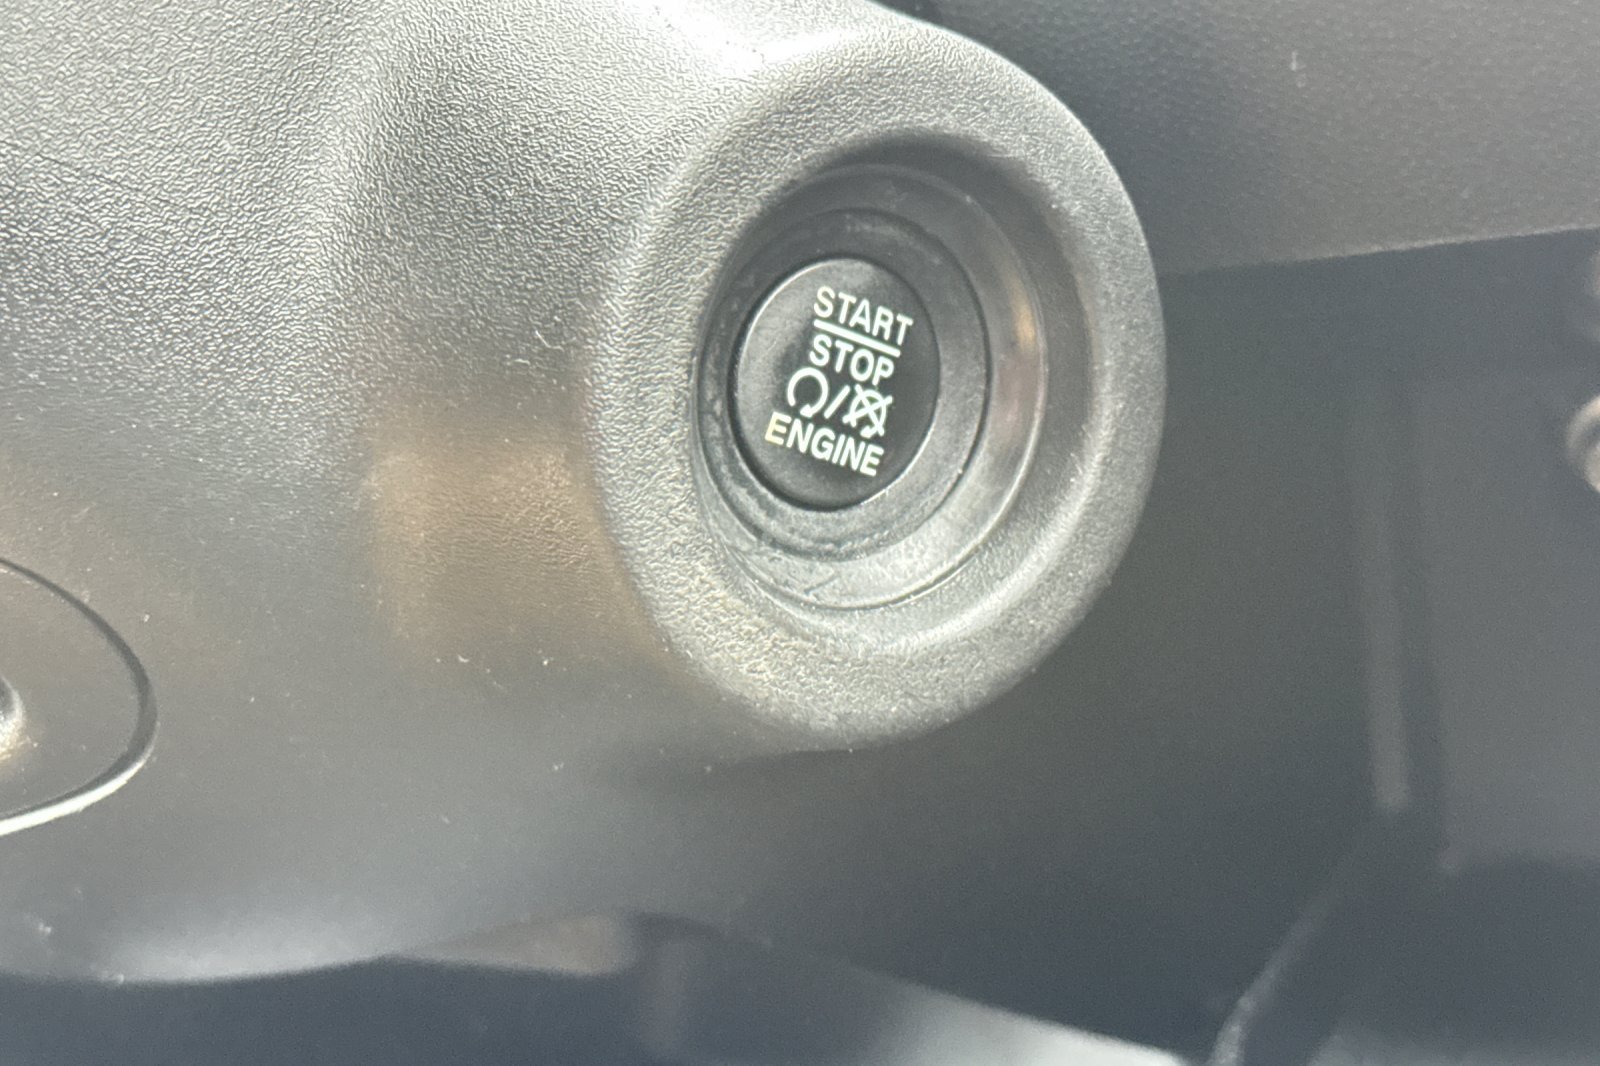 START
STOP
/
ENGINE